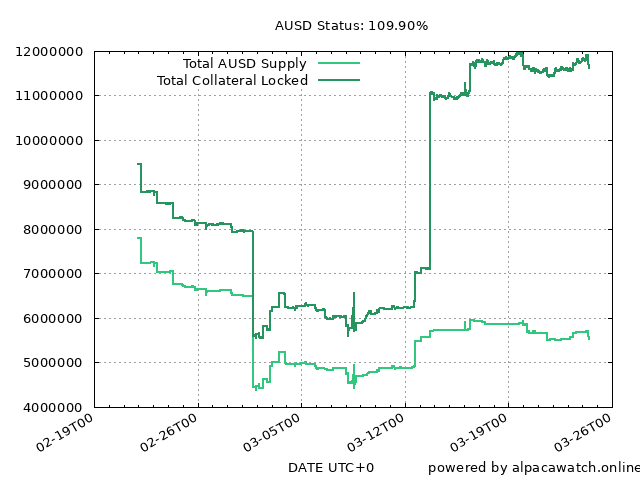 AUSD Status: 109.90%
12000000
11000000
10000000
9000000
8000000
7000000
6000000
5000000
4000000
Total AUSD Supply
Total Collateral Locked
02-19T00
02-26T00
03-05T00
03-12T00
03-19T00
03-26T00
DATE UTC+0
powered by alpacawatch.online